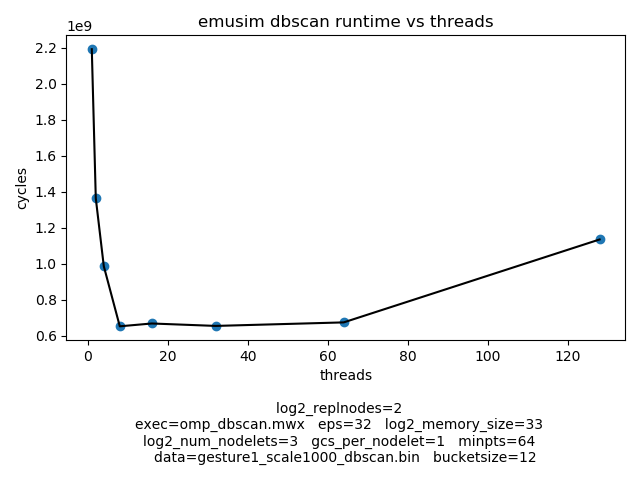 emusim dbscan runtime vs threads
1e9
2.2
2.0
1.8
1.6
1.4
1.2
1.0
0.8
0.6
cycles
0 20 40 60 80 100 120
threads
log2_replnodes=2
exec=omp_dbscan.mwx eps=32 log2_memory_size=33
log2_num_nodelets=3 gcs_per_nodelet=1 minpts=64
data=gesture1_scale1000_dbscan.bin bucketsize=12